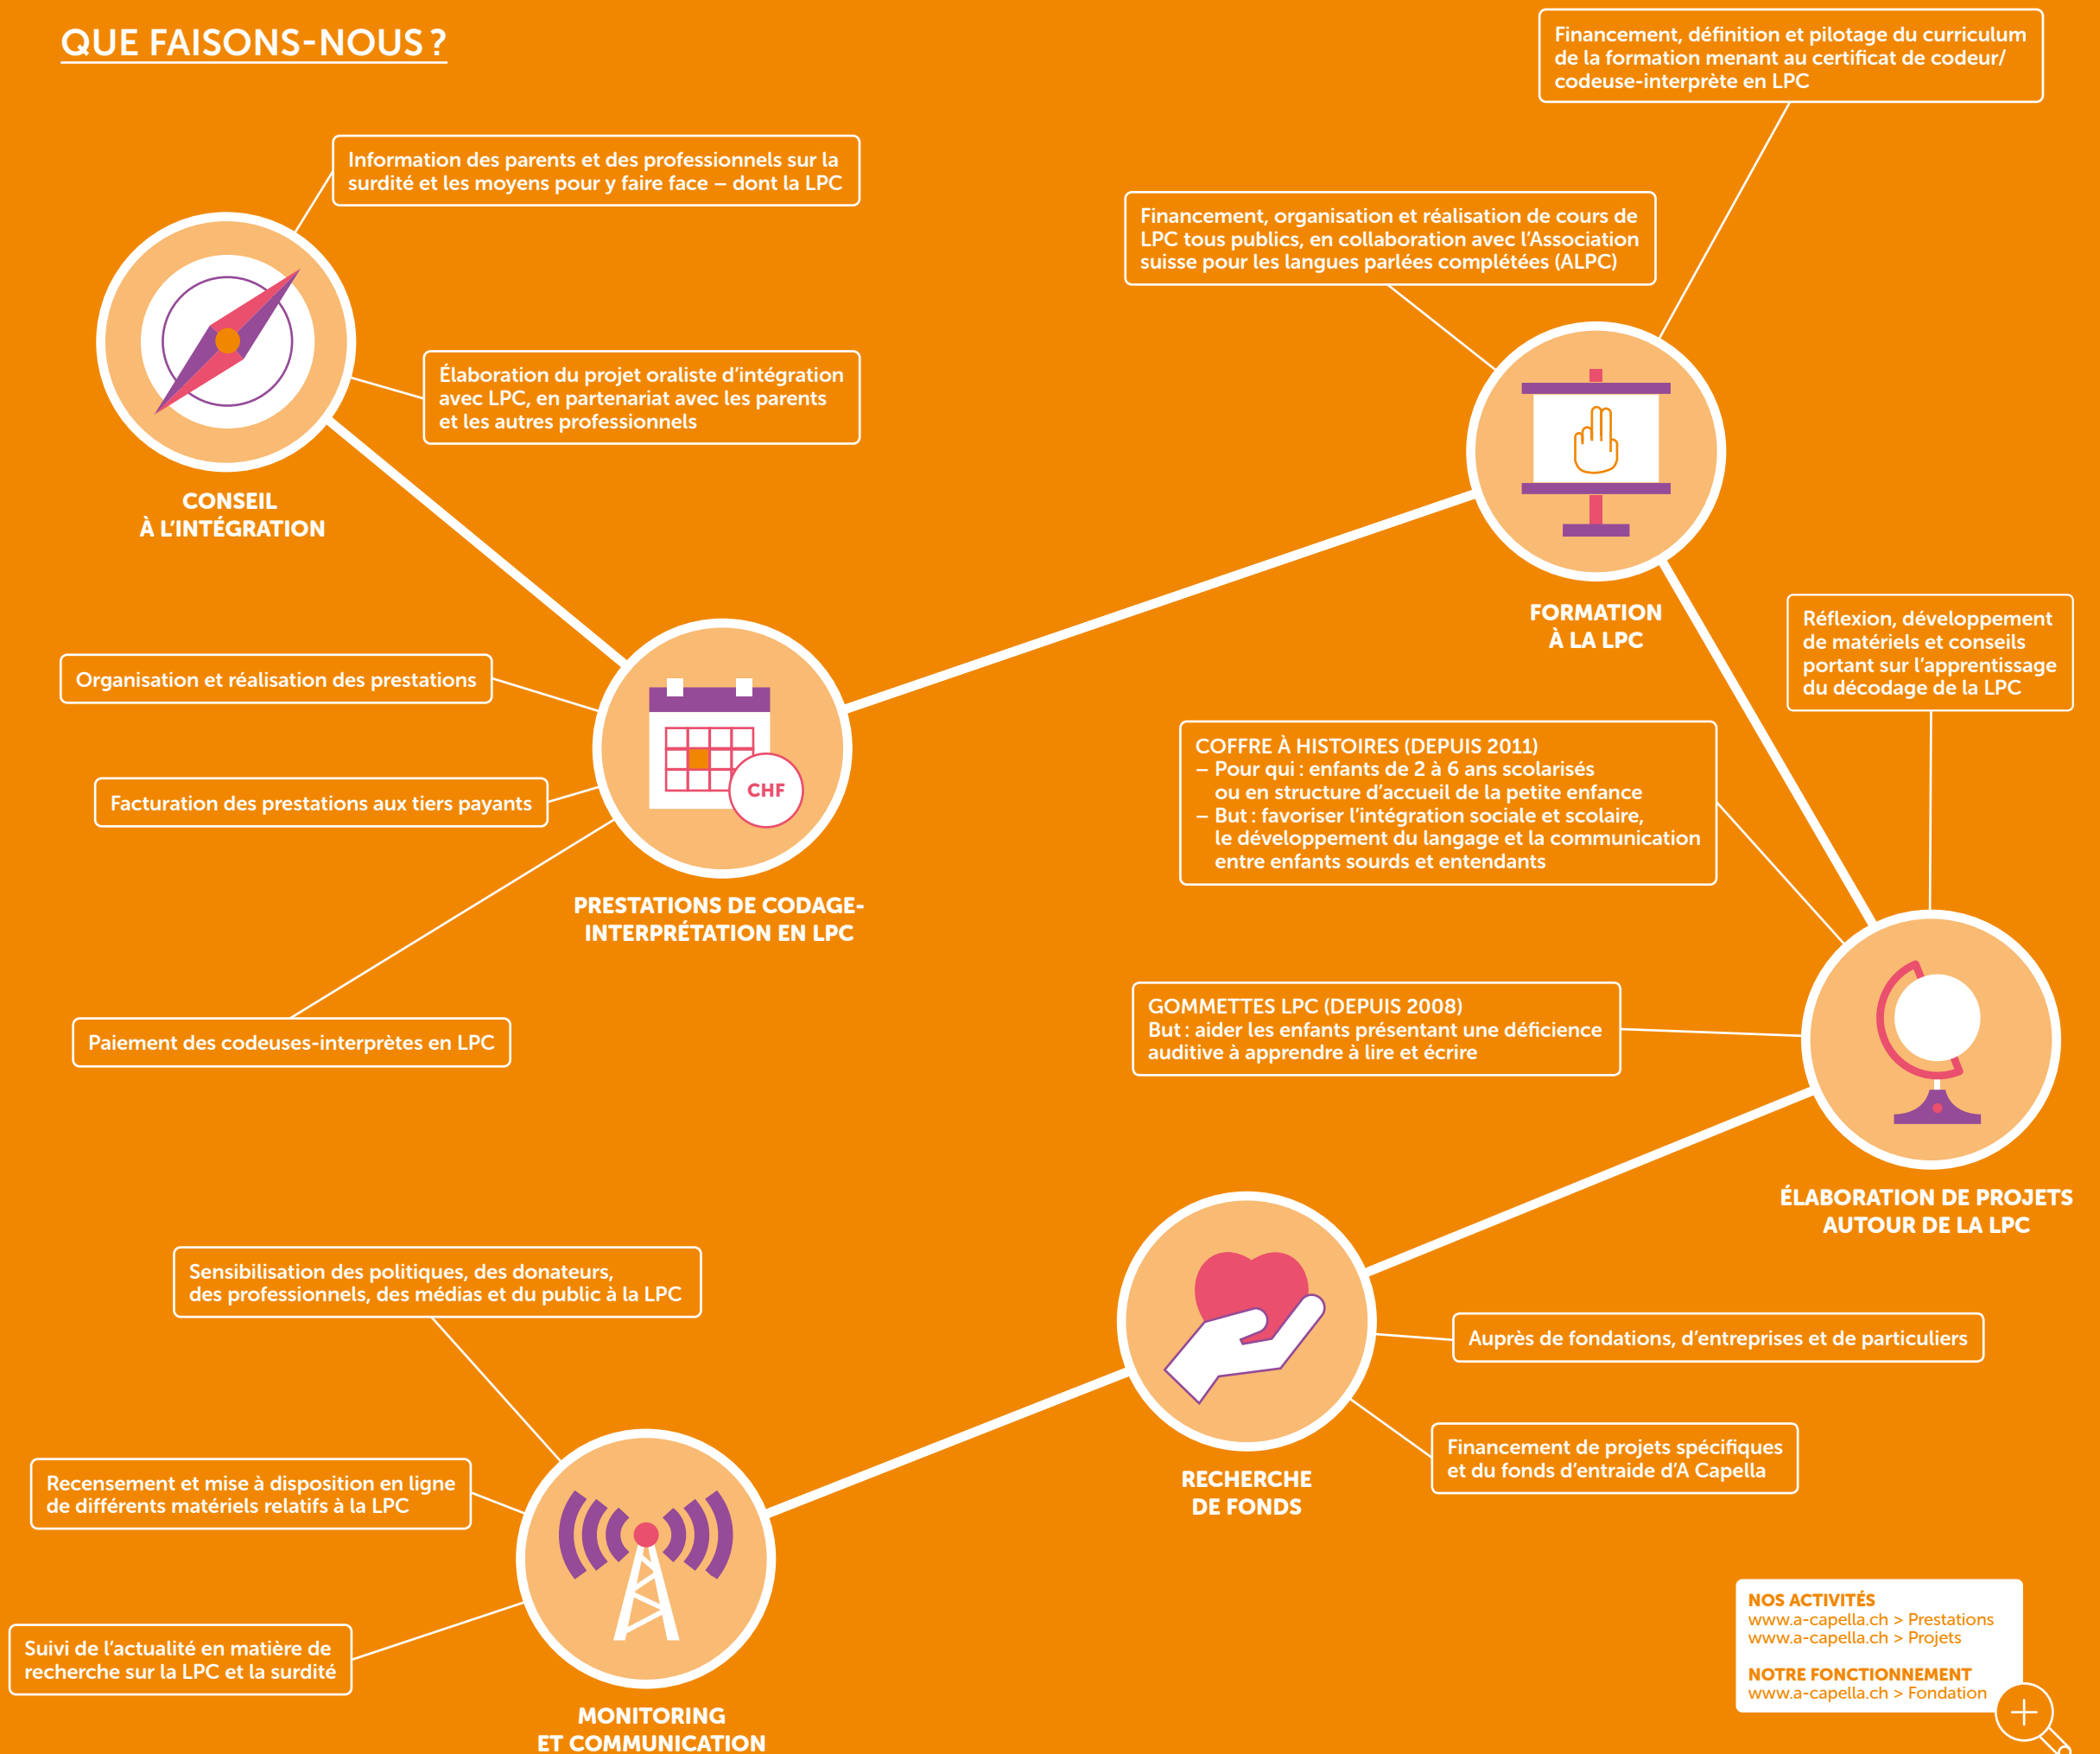 QUE FAISONS-NOUS ?
Information des parents et des professionnels sur la
surdité et les moyens pour y faire face – dont la LPC
Élaboration du projet oraliste d’intégration
avec LPC, en partenariat avec les parents
et les autres professionnels
CONSEIL
À L’INTÉGRATION
Financement, définition et pilotage du curriculum
de la formation menant au certificat de codeur/
codeuse-interprète en LPC
Financement, organisation et réalisation de cours de
LPC tous publics, en collaboration avec l’Association
suisse pour les langues parlées complétées (ALPC)
FORMATION
À LA LPC
Organisation et réalisation des prestations
Facturation des prestations aux tiers payants
Paiement des codeuses-interprètes en LPC
CHF
PRESTATIONS DE CODAGE-
INTERPRÉTATION EN LPC
Réflexion, développement
de matériels et conseils
portant sur l’apprentissage
du décodage de la LPC
COFFRE À HISTOIRES (DEPUIS 2011)
– Pour qui : enfants de 2 à 6 ans scolarisés
ou en structure d’accueil de la petite enfance
– But : favoriser l’intégration sociale et scolaire,
le développement du langage et la communication
entre enfants sourds et entendants
GOMMETTES LPC (DEPUIS 2008)
But : aider les enfants présentant une déficience
auditive à apprendre à lire et écrire
ÉLABORATION DE PROJETS
AUTOUR DE LA LPC
Auprès de fondations, d’entreprises et de particuliers
Financement de projets spécifiques
et du fonds d’entraide d’A Capella
RECHERCHE
DE FONDS
Sensibilisation des politiques, des donateurs,
des professionnels, des médias et du public à la LPC
Recensement et mise à disposition en ligne
de différents matériels relatifs à la LPC
Suivi de l’actualité en matière de
recherche sur la LPC et la surdité
MONITORING
ET COMMUNICATION
NOS ACTIVITÉS
www.a-capella.ch > Prestations
www.a-capella.ch > Projets
NOTRE FONCTIONNEMENT
www.a-capella.ch > Fondation